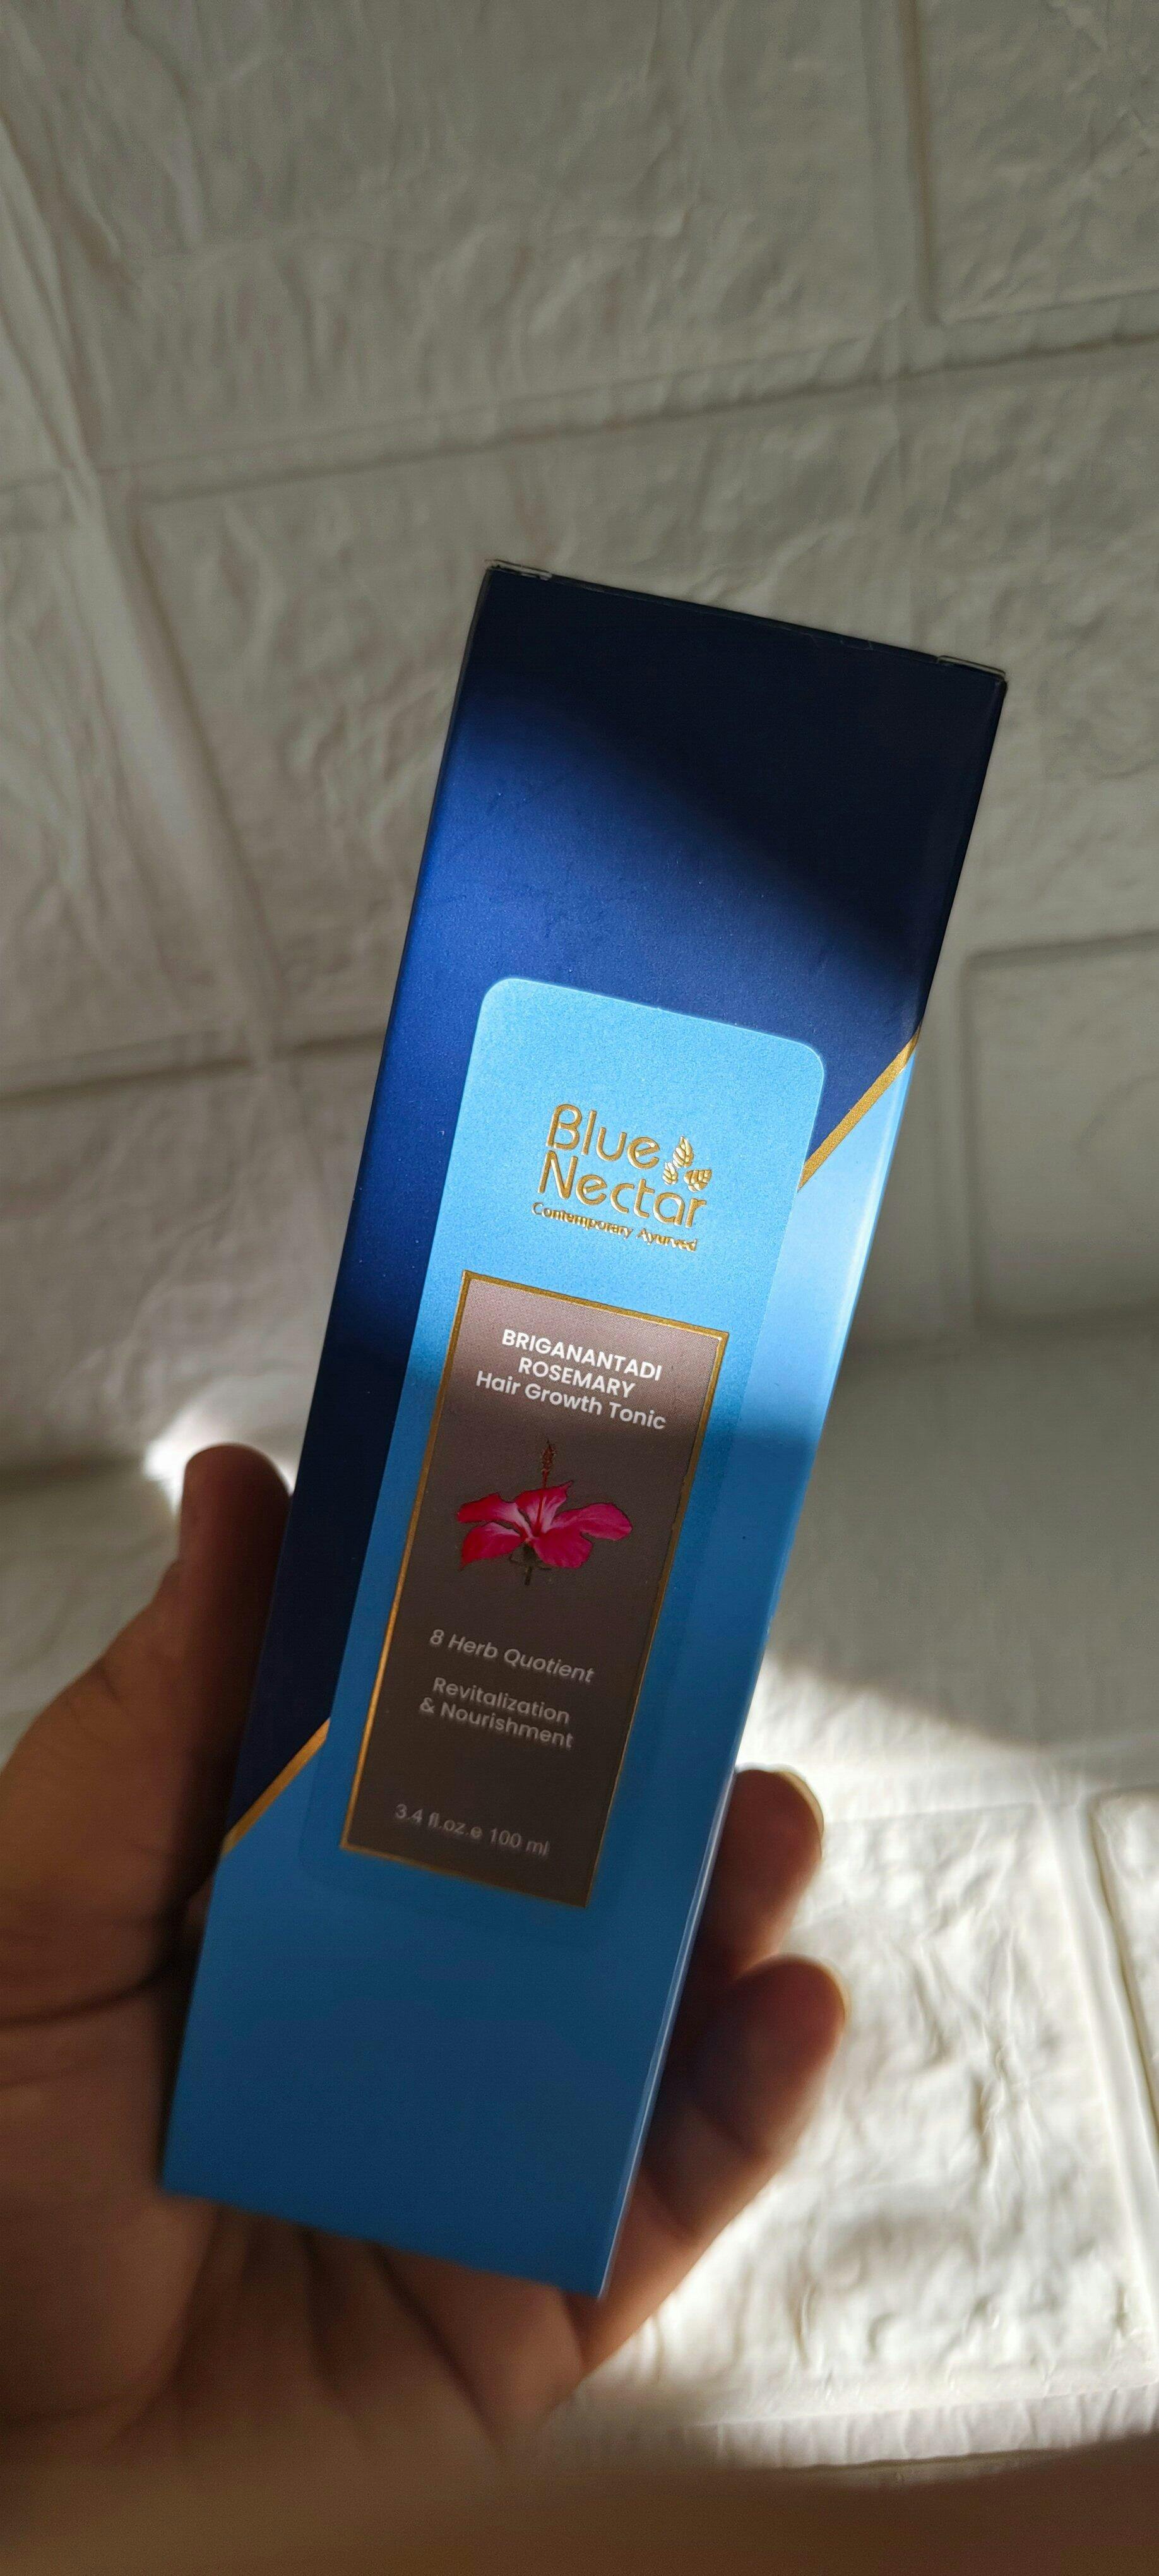 Blue
Nectar
Contemporary Ayurved
BRIGANANTADI
ROSEMARY
Hair Growth Tonic
8 Herb Quotient
Revitalization
& Nourishment
3.4 fl.oz.e 100 ml